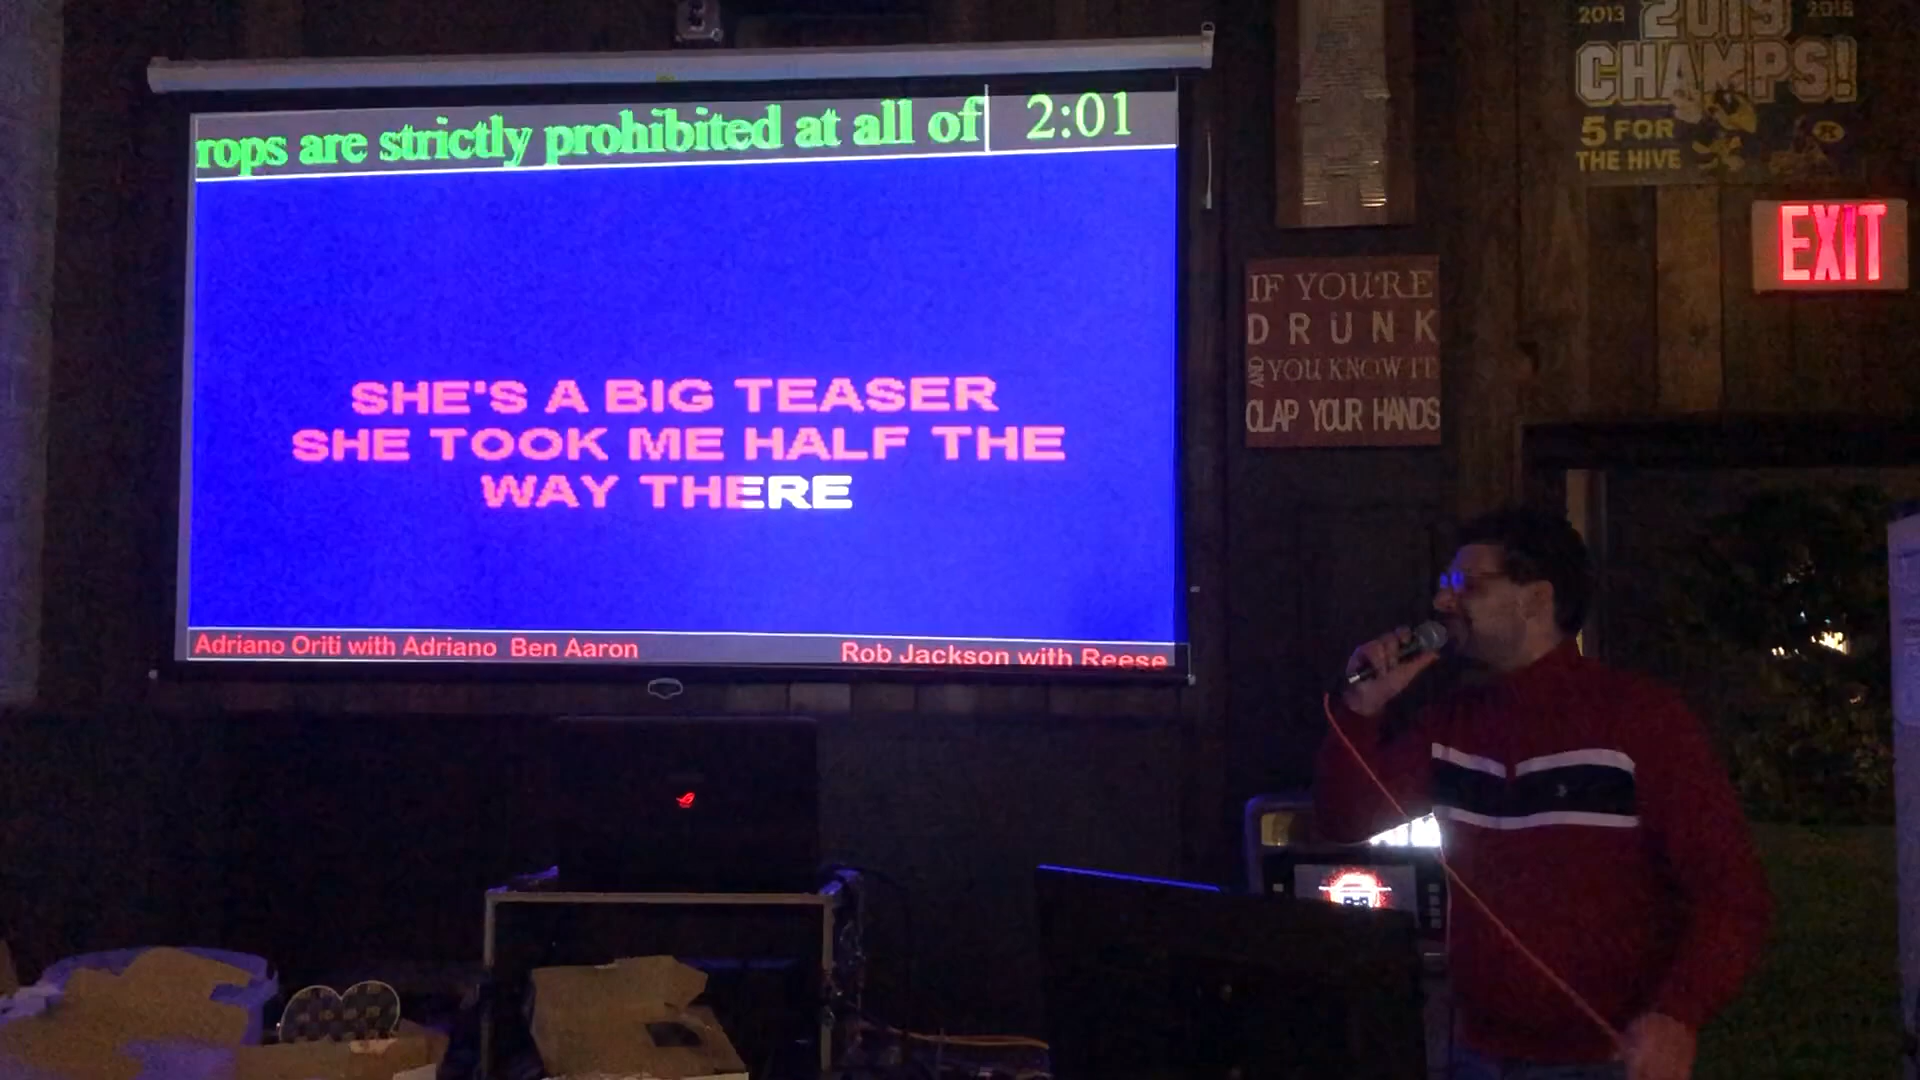 rops are strictly prohibited at all of
2:01
SHE'S A BIG TEASER
SHE TOOK ME HALF THE
WAY THERE
Adriano Oriti with Adriano Ben Aaron
Rob Jackson with Reese
2013 2019 2018
CHAMPS!
5 FOR
THE HIVE
EXIT
IF YOU'RE
DRUNK
AND YOU KNOW IT
CLAP YOUR HANDS